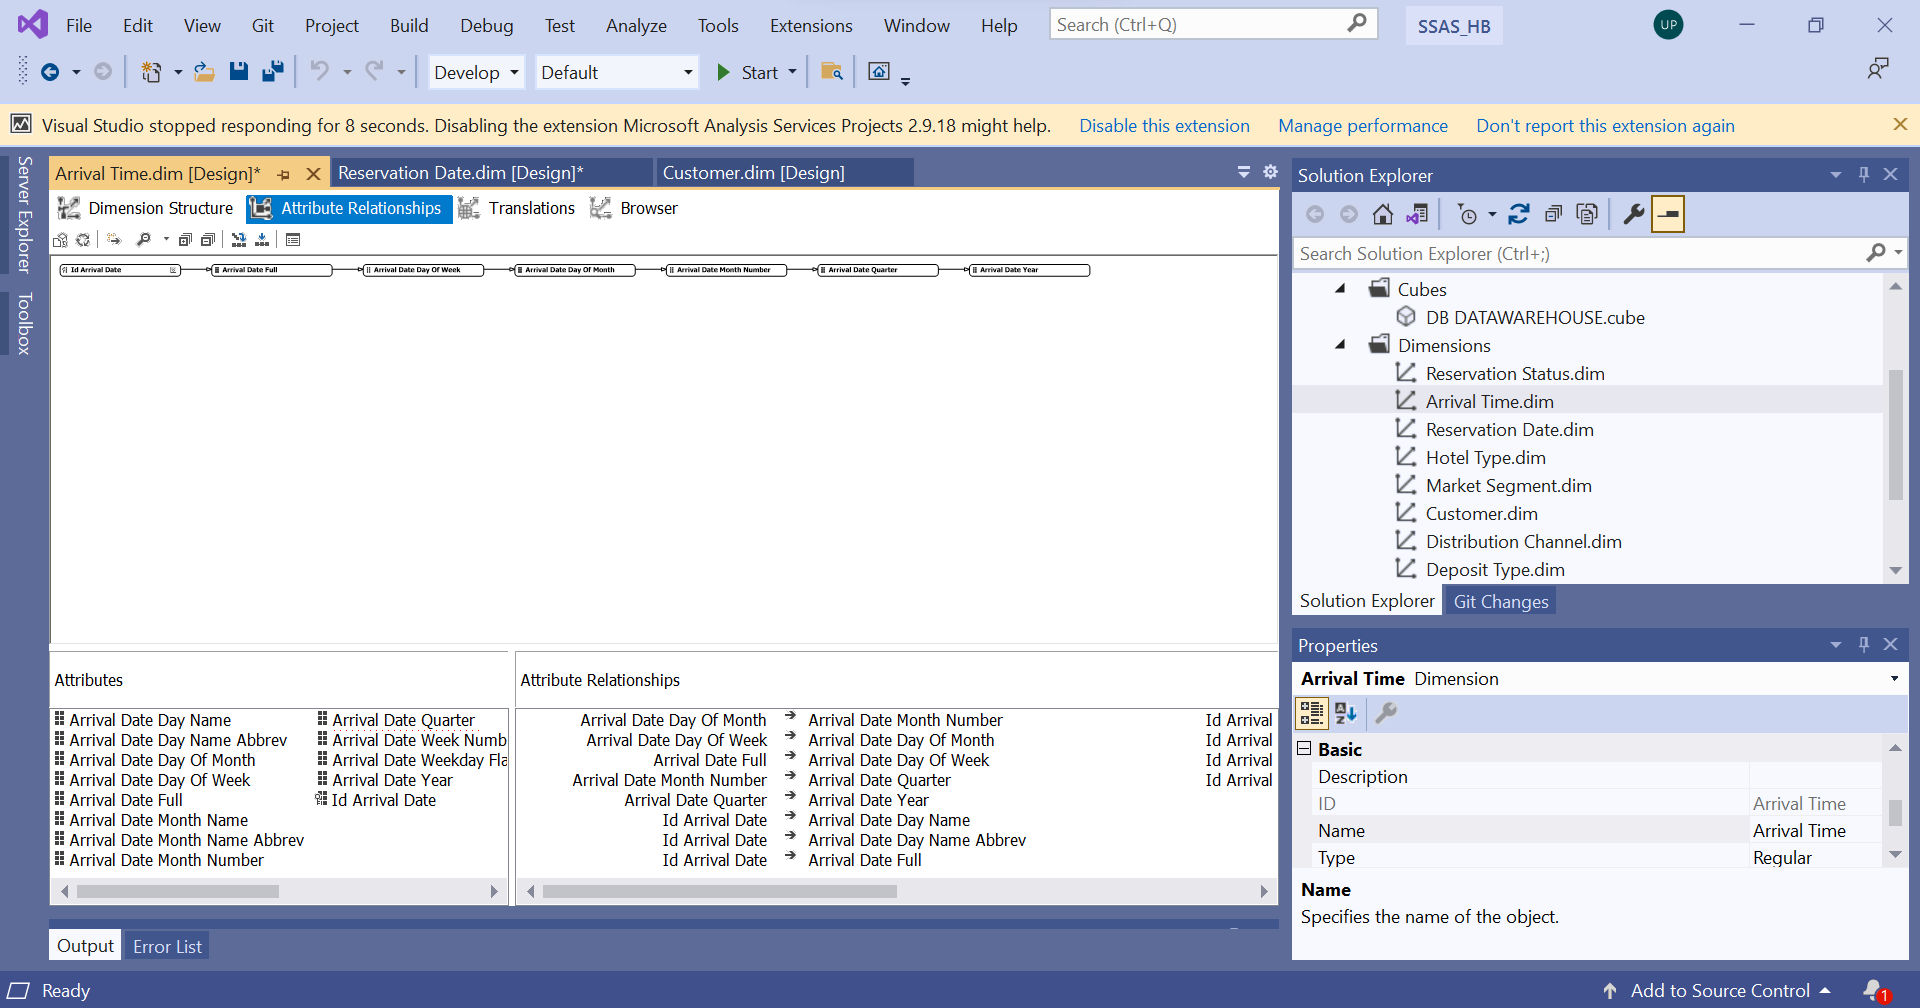 File Edit View Git Project Build Debug Test Analyze Tools Extensions Window Help Search (Ctrl+Q) SSAS_HB UP
Develop Default Start
Visual Studio stopped responding for 8 seconds. Disabling the extension Microsoft Analysis Services Projects 2.9.18 might help. Disable this extension Manage performance Don't report this extension again
Server Explorer
Toolbox
Arrival Time.dim [Design]* Reservation Date.dim [Design]* Customer.dim [Design]
Dimension Structure Attribute Relationships Translations Browser
Id Arrival Date Arrival Date Full Arrival Date Day Of Week Arrival Date Day Of Month Arrival Date Month Number Arrival Date Quarter Arrival Date Year
Attributes
Arrival Date Day Name
Arrival Date Day Name Abbrev
Arrival Date Day Of Month
Arrival Date Day Of Week
Arrival Date Full
Arrival Date Month Name
Arrival Date Month Name Abbrev
Arrival Date Month Number
Arrival Date Quarter
Arrival Date Week Numb
Arrival Date Weekday Fla
Arrival Date Year
Id Arrival Date
Attribute Relationships
Arrival Date Day Of Month Arrival Date Month Number Id Arrival
Arrival Date Day Of Week Arrival Date Day Of Month Id Arrival
Arrival Date Full Arrival Date Day Of Week Id Arrival
Arrival Date Month Number Arrival Date Quarter Id Arrival
Arrival Date Quarter Arrival Date Year
Id Arrival Date Arrival Date Day Name
Id Arrival Date Arrival Date Day Name Abbrev
Id Arrival Date Arrival Date Full
Output Error List
Solution Explorer
Search Solution Explorer (Ctrl+;)
Cubes
DB DATAWAREHOUSE.cube
Dimensions
Reservation Status.dim
Arrival Time.dim
Reservation Date.dim
Hotel Type.dim
Market Segment.dim
Customer.dim
Distribution Channel.dim
Deposit Type.dim
Solution Explorer Git Changes
Properties
Arrival Time Dimension
Basic
Description
ID Arrival Time
Name Arrival Time
Type Regular
Name
Specifies the name of the object.
Ready Add to Source Control 1